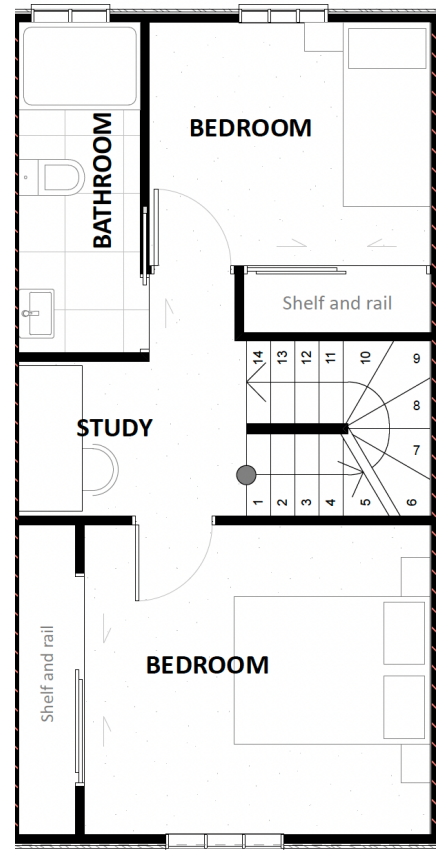 BATHROOM
BEDROOM
Shelf and rail
14 13 12 11 10 9
8
STUDY
7
1 2 3 4 5 6
Shelf and rail
BEDROOM